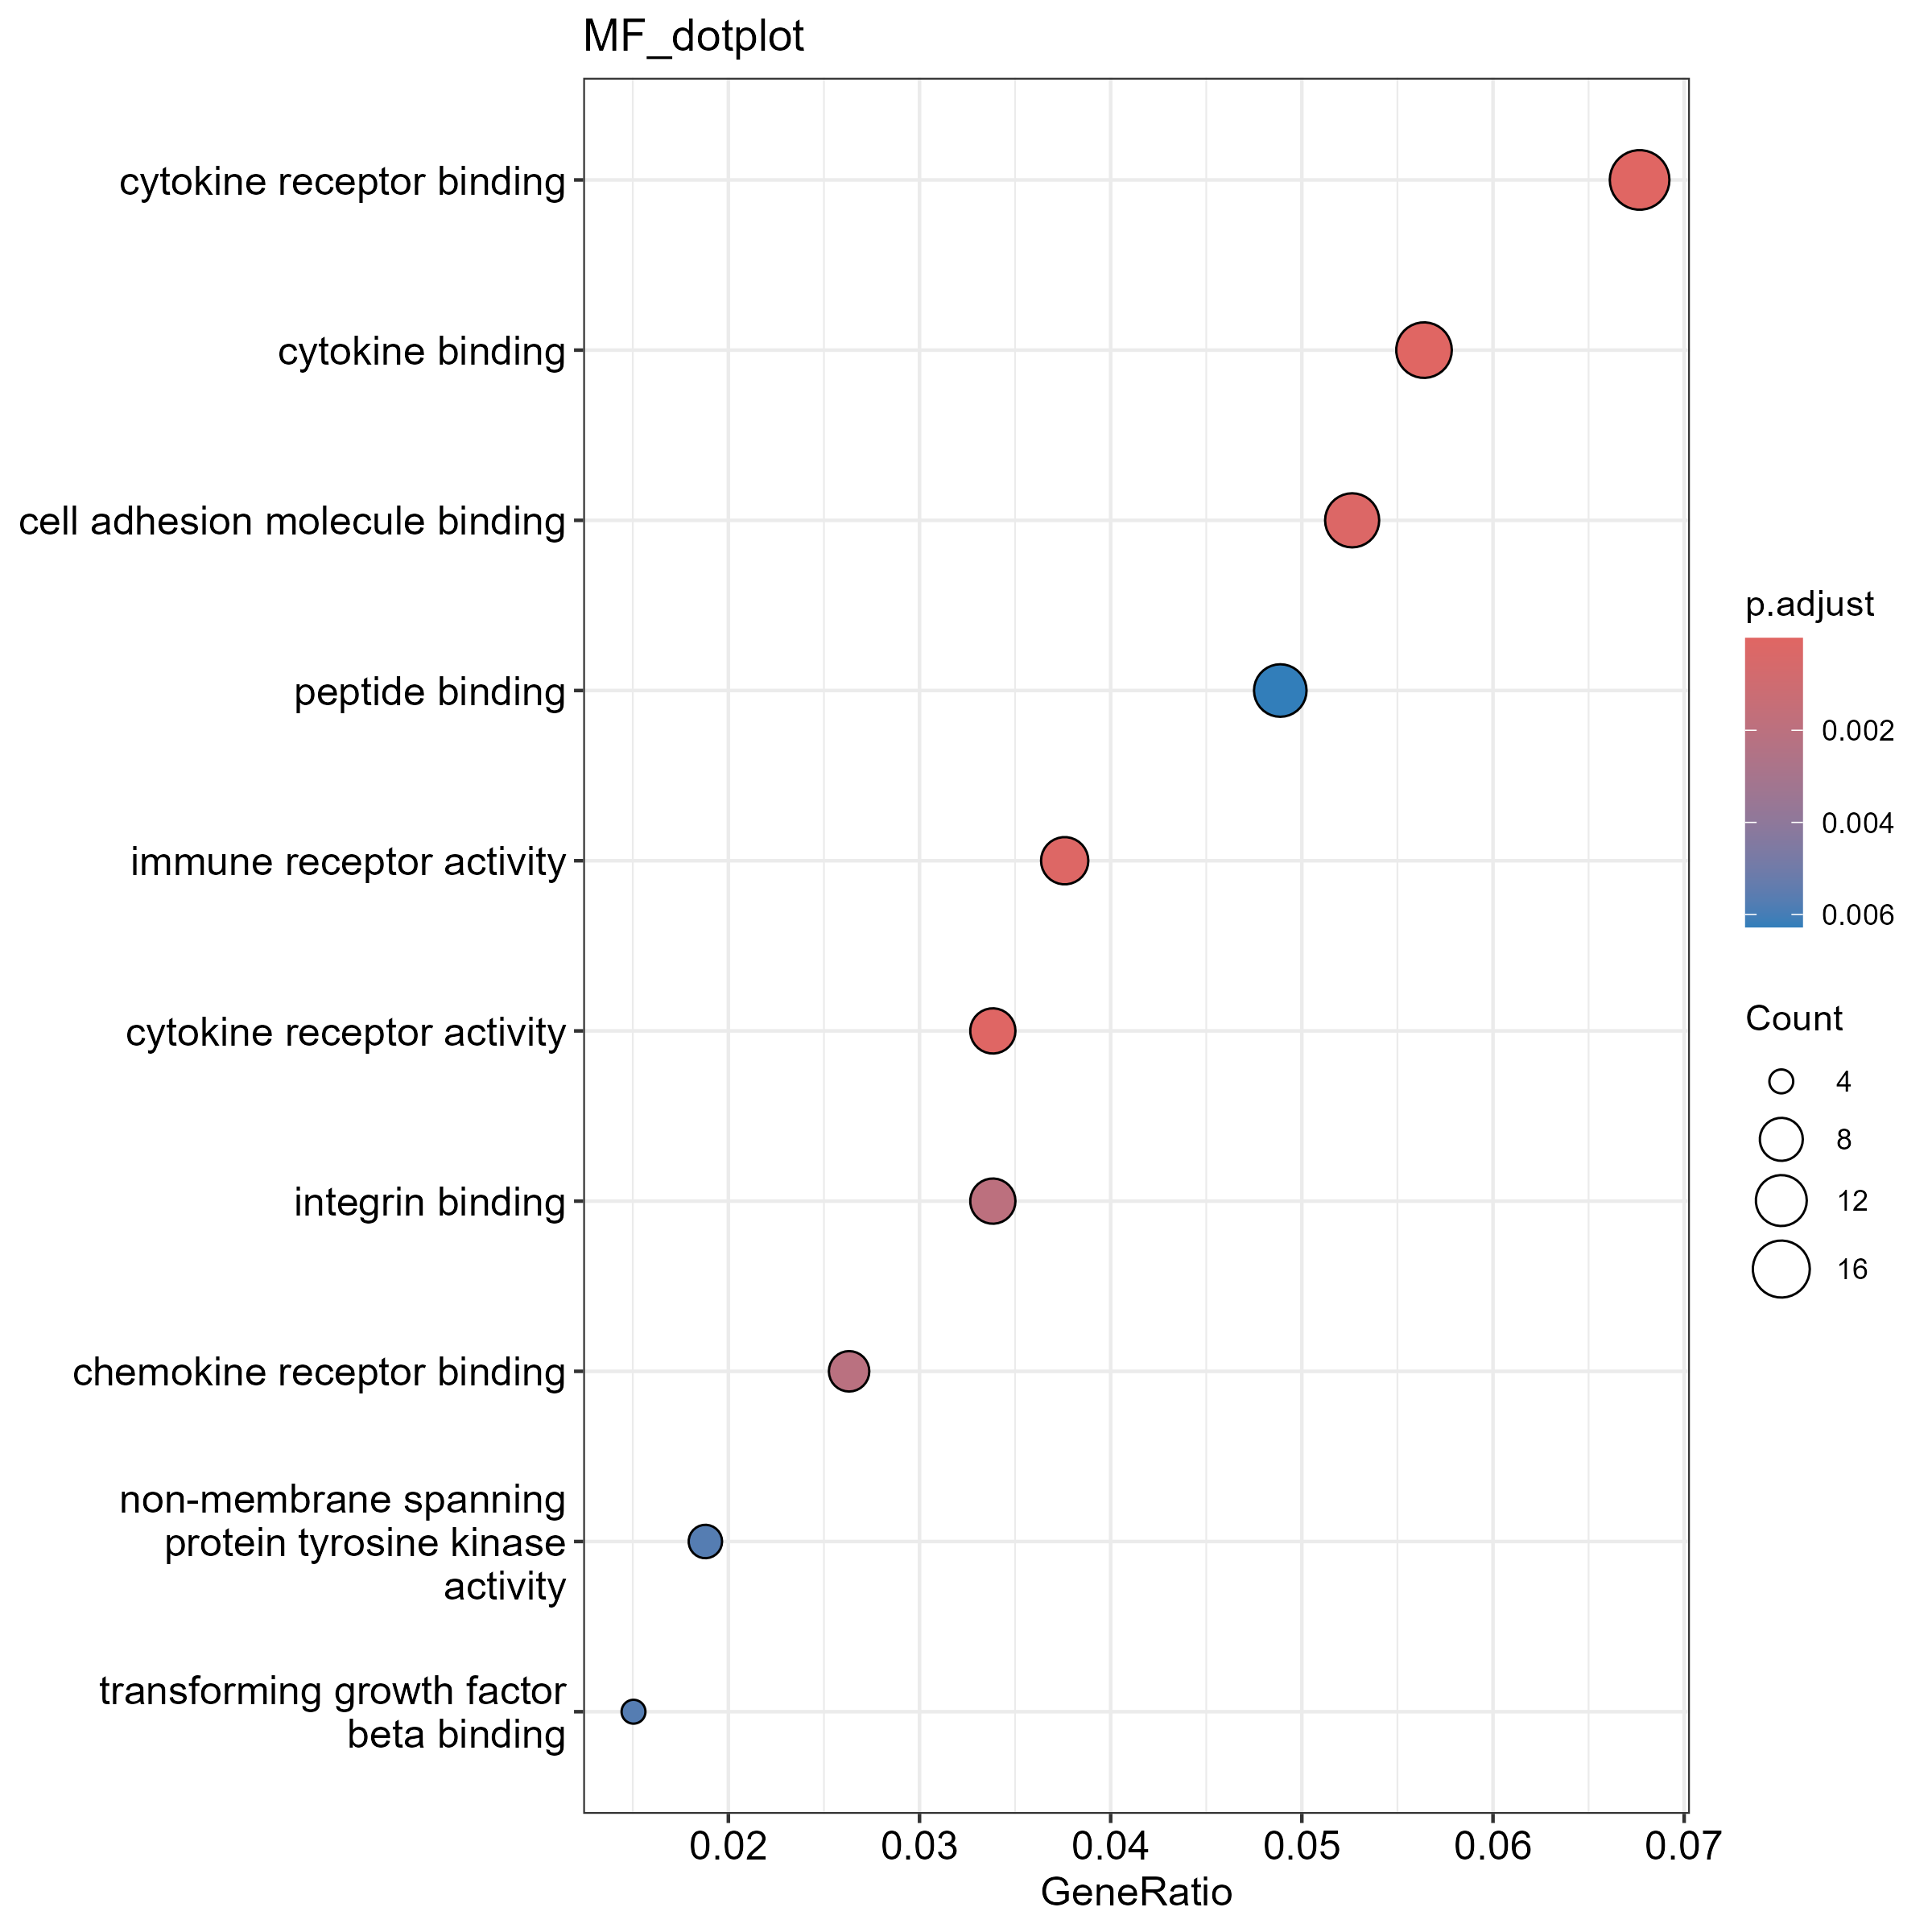 MF_dotplot
cytokine receptor binding
cytokine binding
cell adhesion molecule binding
peptide binding
immune receptor activity
cytokine receptor activity
integrin binding
chemokine receptor binding
non-membrane spanning
protein tyrosine kinase
activity
transforming growth factor
beta binding
0.02 0.03 0.04 0.05 0.06 0.07
GeneRatio
p.adjust
0.002
0.004
0.006
Count
4
8
12
16